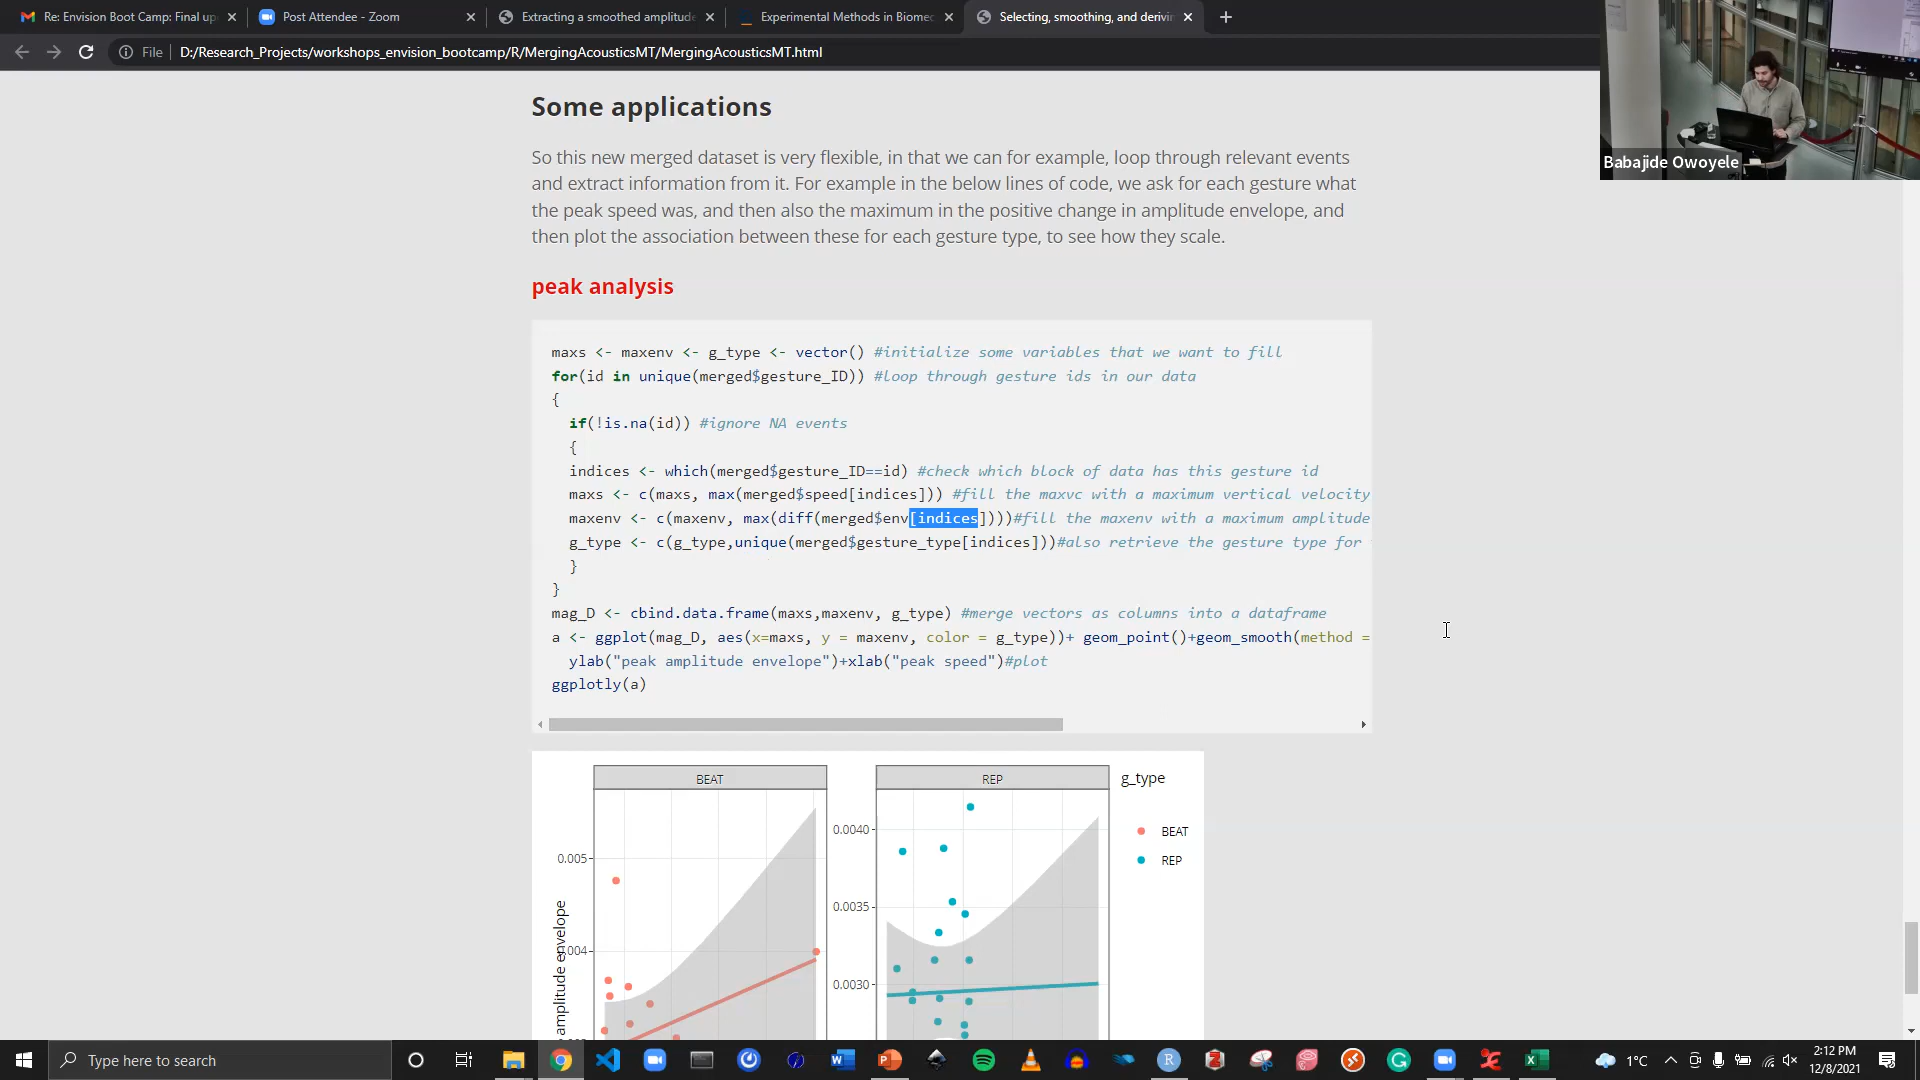 Re: Envision Boot Camp: Final up
Post Attendee - Zoom
Extracting a smoothed amplitude
Experimental Methods in Biomec
Selecting, smoothing, and derivin
File
D:/Research_Projects/workshops_envision_bootcamp/R/MergingAcousticsMT/MergingAcousticsMT.html
Babajide Owoyele
Some applications
So this new merged dataset is very flexible, in that we can for example, loop through relevant events
and extract information from it. For example in the below lines of code, we ask for each gesture what
the peak speed was, and then also the maximum in the positive change in amplitude envelope, and
then plot the association between these for each gesture type, to see how they scale.
peak analysis
maxs <- maxenv <- g_type <- vector() #initialize some variables that we want to fill
for(id in unique(merged$gesture_ID)) #loop through gesture ids in our data
{
if(!is.na(id)) #ignore NA events
{
indices <- which(merged$gesture_ID==id) #check which block of data has this gesture id
maxs <- c(maxs, max(merged$speed[indices])) #fill the maxvc with a maximum vertical velocity
maxenv <- c(maxenv, max(diff(merged$env[indices])))#fill the maxenv with a maximum amplitude
g_type <- c(g_type,unique(merged$gesture_type[indices]))#also retrieve the gesture type for
}
}
mag_D <- cbind.data.frame(maxs,maxenv, g_type) #merge vectors as columns into a dataframe
a <- ggplot(mag_D, aes(x=maxs, y = maxenv, color = g_type))+ geom_point()+geom_smooth(method =
ylab("peak amplitude envelope")+xlab("peak speed")#plot
ggplotly(a)
BEAT
REP
g_type
BEAT
REP
0.005
0.004
0.0040
0.0035
0.0030
amplitude envelope
Type here to search
1°C
2:12 PM
12/8/2021